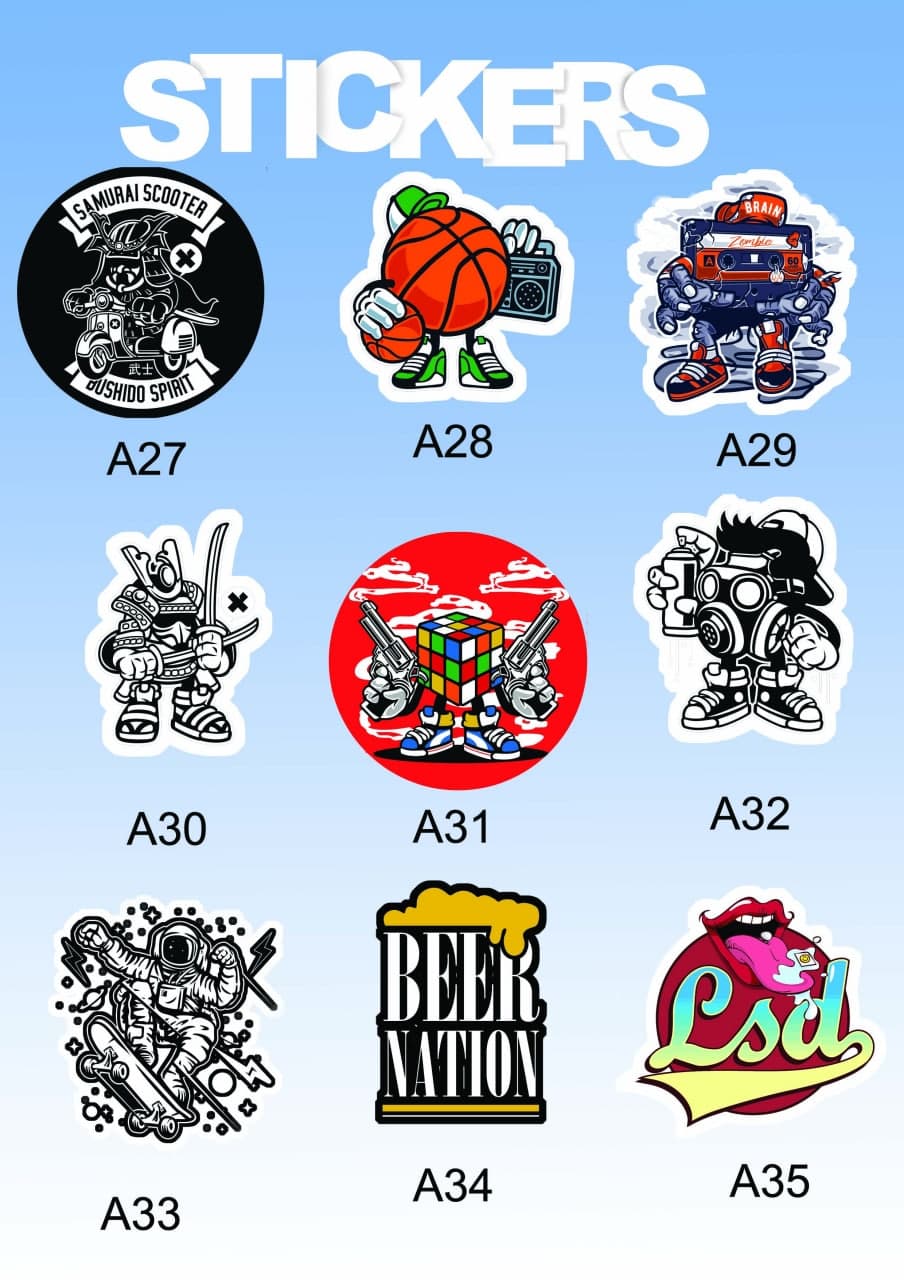 STICKERS
SAMURAI SCOOTER
武士
BUSHIDO SPIRIT
BRAIN
Zombie
A
60
A27
A28
A29
A30
A31
A32
BEER
NATION
Lsd
A33
A34
A35